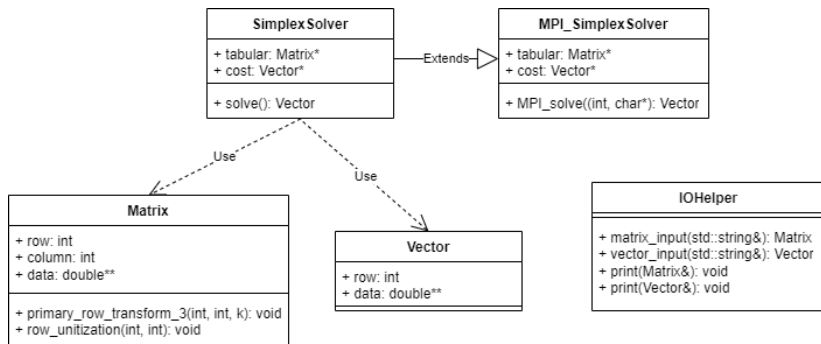 SimplexSolver
+ tabular: Matrix*
+ cost: Vector*
+ solve(): Vector
Extends
MPI_SimplexSolver
+ tabular: Matrix*
+ cost: Vector*
+ MPI_solve((int, char*): Vector
Use
Use
Matrix
+ row: int
+ column: int
+ data: double**
+ primary_row_transform_3(int, int, k): void
+ row_unitization(int, int): void
Vector
+ row: int
+ data: double**
IOHelper
+ matrix_input(std::string&): Matrix
+ vector_input(std::string&): Vector
+ print(Matrix&): void
+ print(Vector&): void